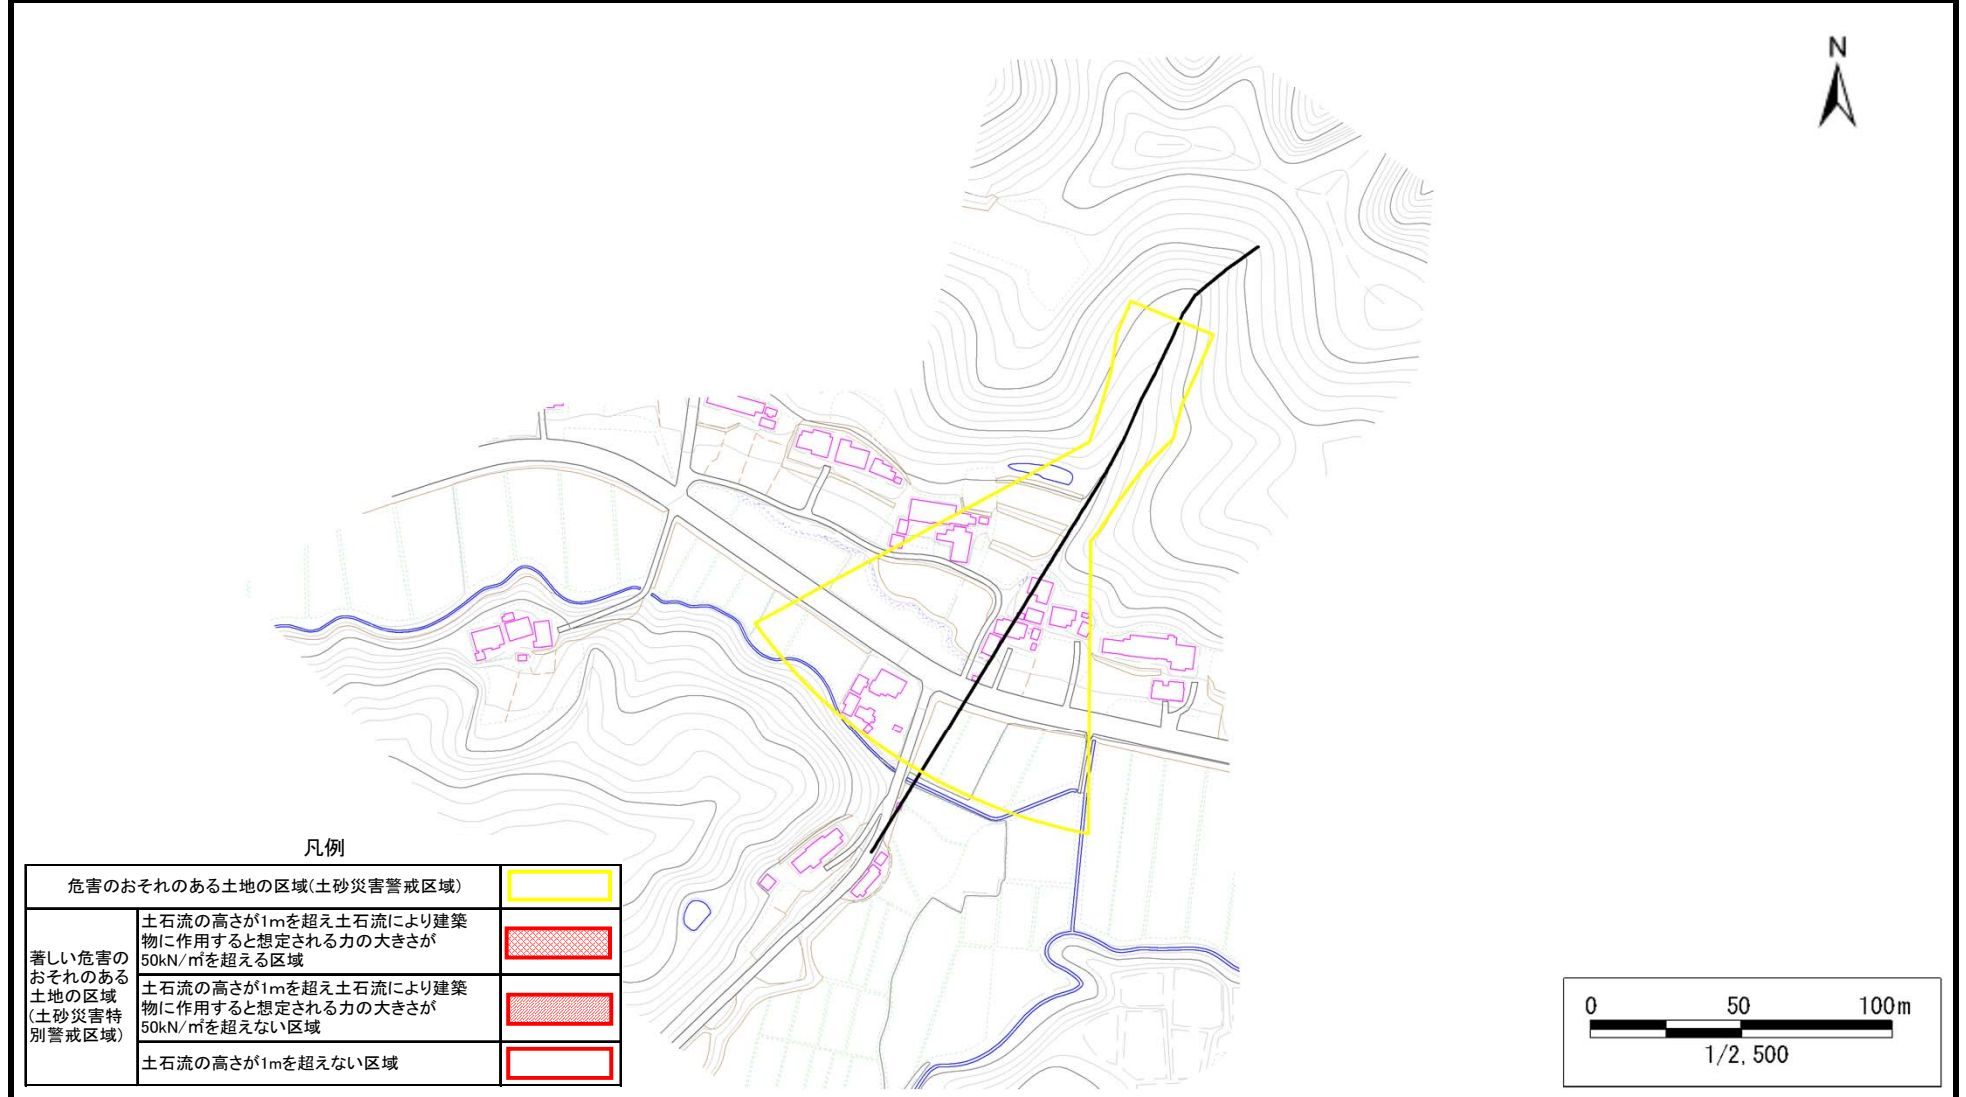 N
凡例
危害のおそれのある土地の区域(土砂災害警戒区域)
著しい危害の
おそれのある
土地の区域
(土砂災害特
別警戒区域)
土石流の高さが1mを超え土石流により建築
物に作用すると想定される力の大きさが
50kN/㎡を超える区域
土石流の高さが1mを超え土石流により建築
物に作用すると想定される力の大きさが
50kN/㎡を超えない区域
土石流の高さが1mを超えない区域
0 50 100m
1/2,500